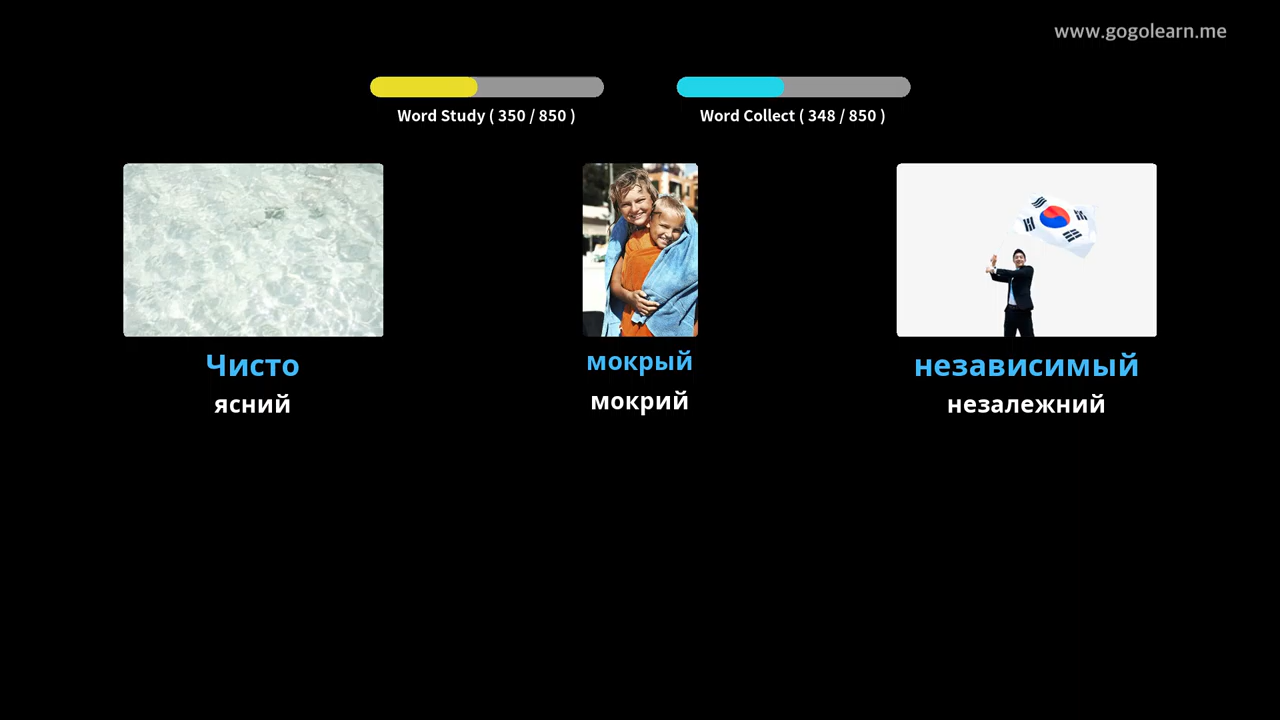 www.gogolearn.me
Word Study ( 350 / 850 )
Word Collect ( 348 / 850 )
Чисто
ясний
мокрый
мокрий
независимый
незалежний